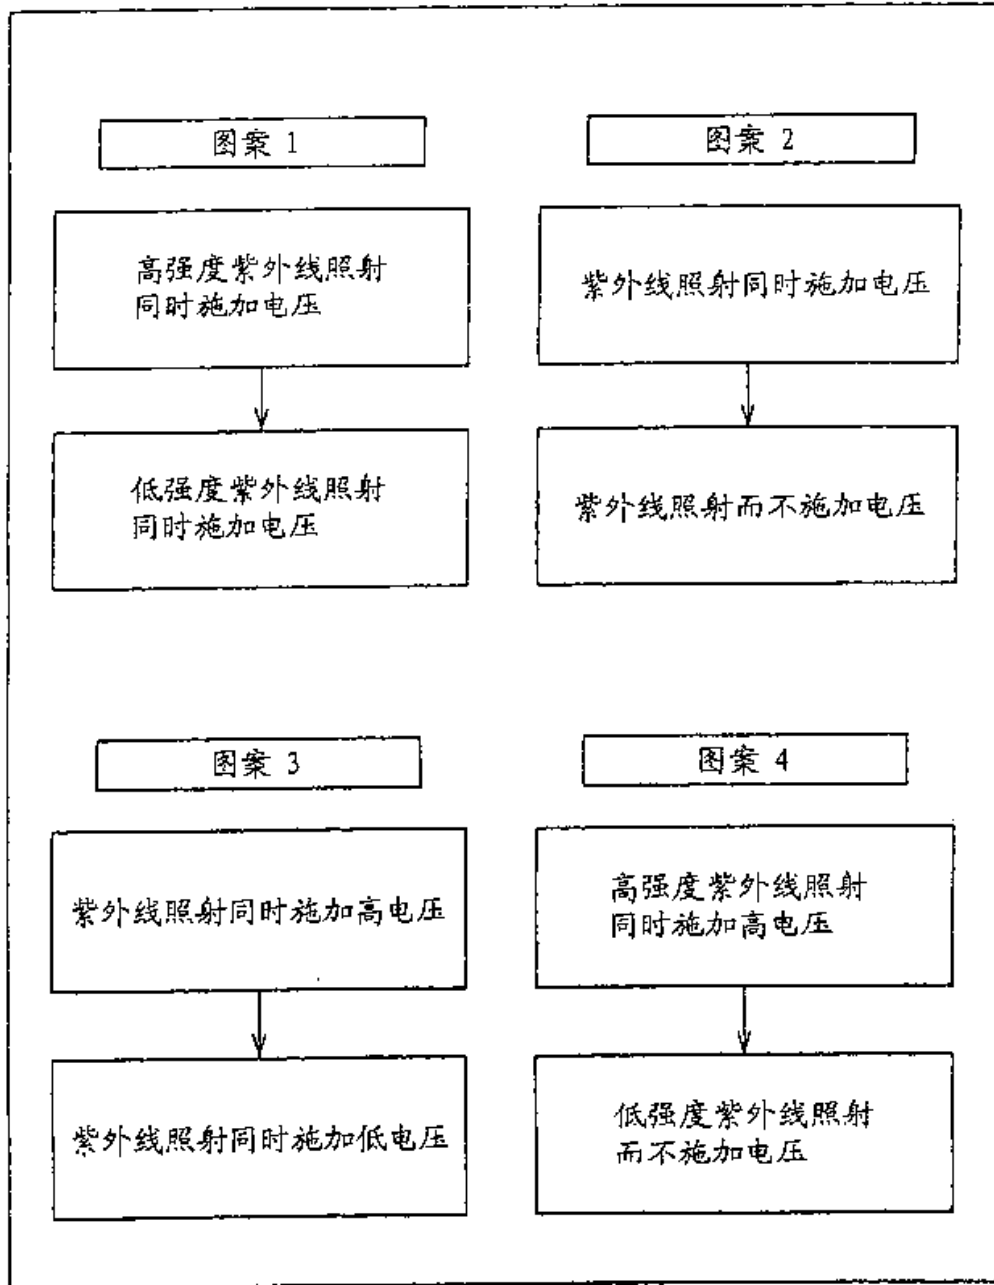 图案 1
高强度紫外线照射
同时施加电压
低强度紫外线照射
同时施加电压
图案 2
紫外线照射同时施加电压
紫外线照射而不施加电压
图案 3
紫外线照射同时施加高电压
紫外线照射同时施加低电压
图案 4
高强度紫外线照射
同时施加高电压
低强度紫外线照射
而不施加电压